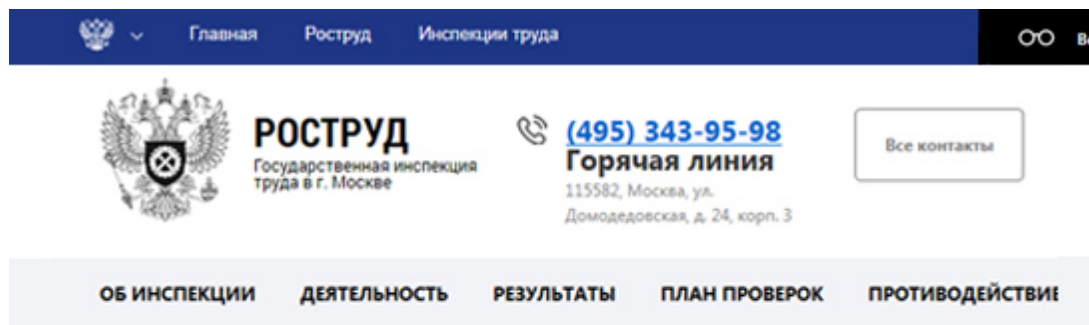 Главная Роструд Инспекции труда
РОСТРУД
Государственная инспекция
труда в г. Москве
(495) 343-95-98
Горячая линия
115582, Москва, ул.
Домодедовская, д. 24, корп. 3
Все контакты
ОБ ИНСПЕКЦИИ ДЕЯТЕЛЬНОСТЬ РЕЗУЛЬТАТЫ ПЛАН ПРОВЕРОК ПРОТИВОДЕЙСТВИЕ